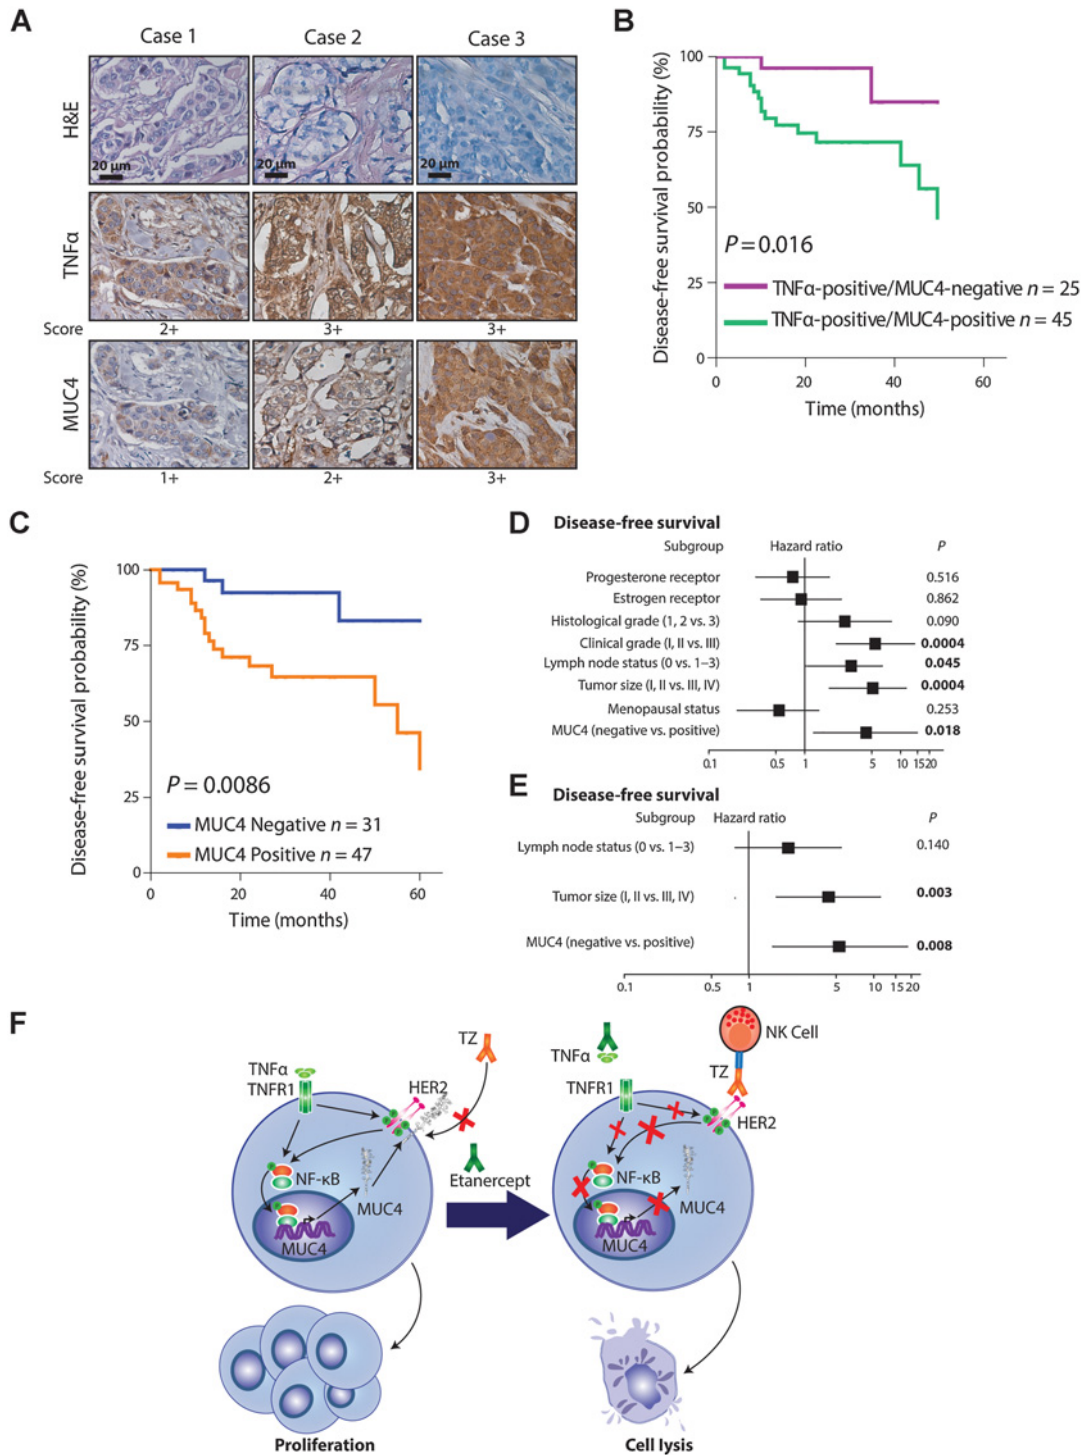 A
Case 1 Case 2 Case 3
H&E
20 µm 20 µm 20 µm
TNFα
Score 2+ 3+ 3+
MUC4
Score 1+ 2+ 3+
B
Disease-free survival probability (%)
100
75
50
25
0
P = 0.016
TNFα-positive/MUC4-negative n = 25
TNFα-positive/MUC4-positive n = 45
0 20 40 60
Time (months)
C
Disease-free survival probability (%)
100
75
50
25
0
P = 0.0086
MUC4 Negative n = 31
MUC4 Positive n = 47
0 20 40 60
Time (months)
D Disease-free survival
Subgroup Hazard ratio P
Progesterone receptor 0.516
Estrogen receptor 0.862
Histological grade (1, 2 vs. 3) 0.090
Clinical grade (I, II vs. III) 0.0004
Lymph node status (0 vs. 1–3) 0.045
Tumor size (I, II vs. III, IV) 0.0004
Menopausal status 0.253
MUC4 (negative vs. positive) 0.018
0.1 0.5 1 5 10 15 20
E Disease-free survival
Subgroup Hazard ratio P
Lymph node status (0 vs. 1–3) 0.140
Tumor size (I, II vs. III, IV) 0.003
MUC4 (negative vs. positive) 0.008
0.1 0.5 1 5 10 15 20
F
TNFα
TNFR1
HER2
TZ
NF-κB
MUC4
MUC4
Etanercept
Proliferation
TNFα
TNFR1
NK Cell
TZ
HER2
NF-κB
MUC4
MUC4
Cell lysis